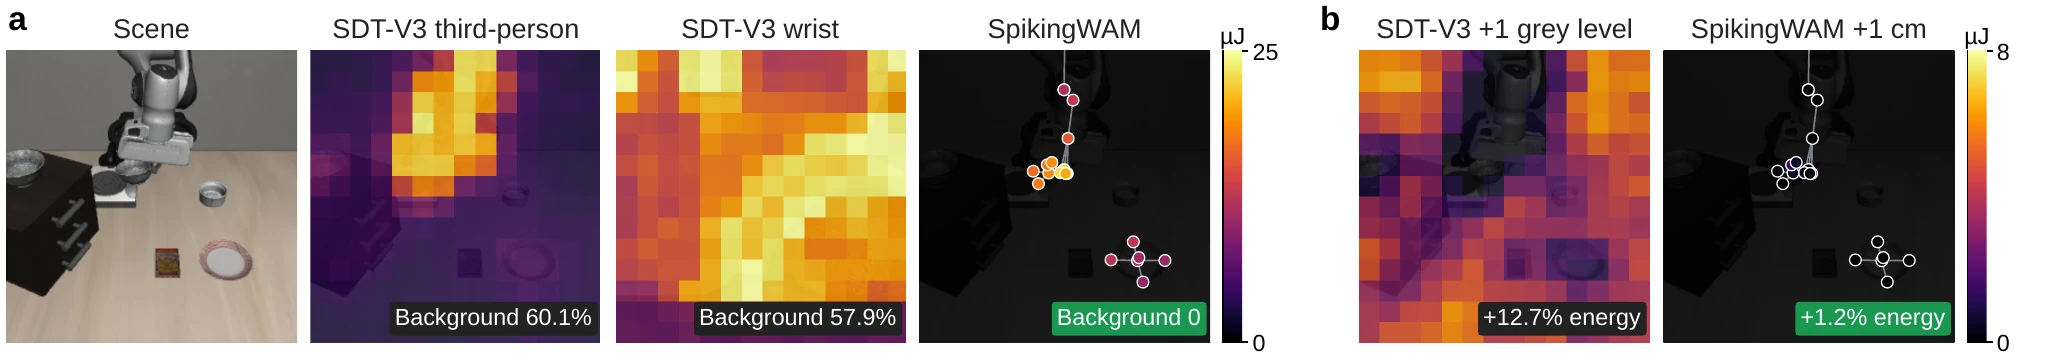 a
Scene
SDT-V3 third-person
SDT-V3 wrist
SpikingWAM
µJ
25
0
Background 60.1%
Background 57.9%
Background 0
b
SDT-V3 +1 grey level
SpikingWAM +1 cm
µJ
8
0
+12.7% energy
+1.2% energy